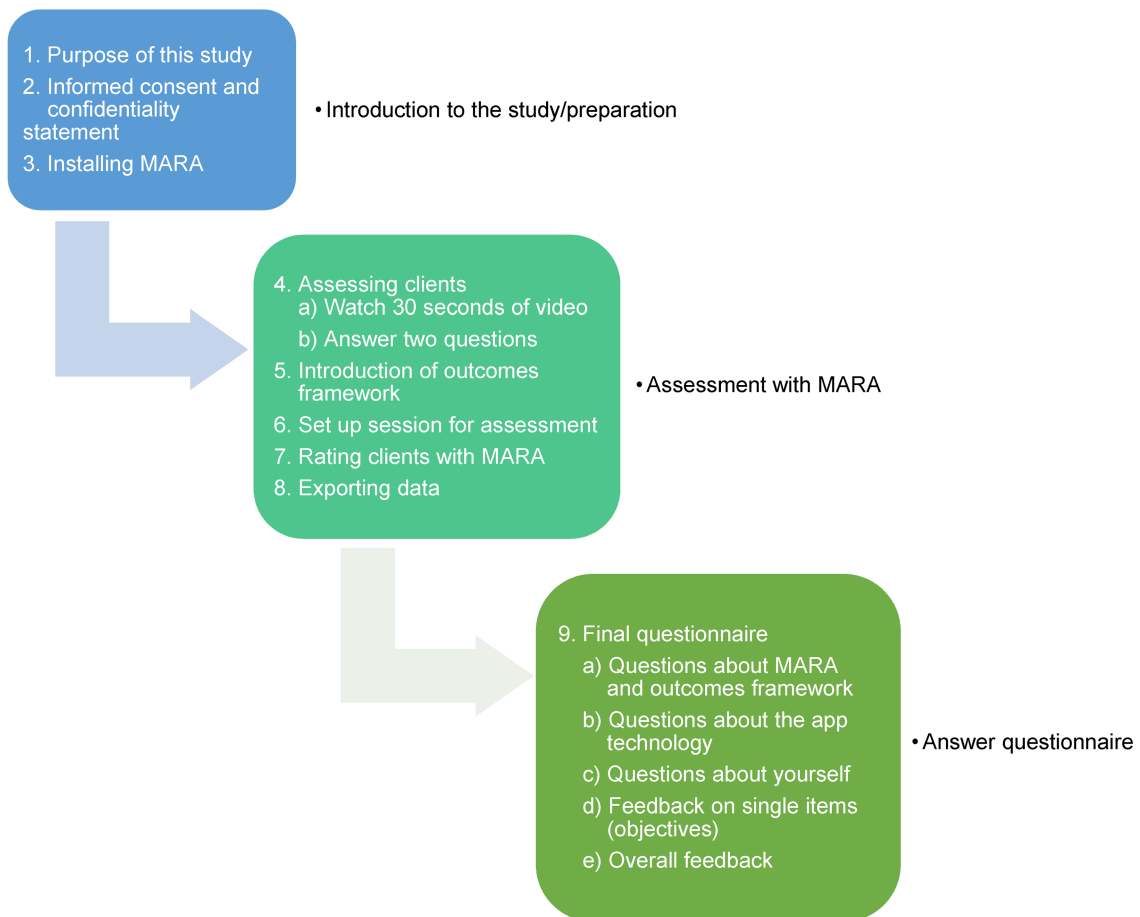 1. Purpose of this study
2. Informed consent and
confidentiality
statement
3. Installing MARA
• Introduction to the study/preparation
4. Assessing clients
a) Watch 30 seconds of video
b) Answer two questions
5. Introduction of outcomes
framework
6. Set up session for assessment
7. Rating clients with MARA
8. Exporting data
• Assessment with MARA
9. Final questionnaire
a) Questions about MARA
and outcomes framework
b) Questions about the app
technology
c) Questions about yourself
d) Feedback on single items
(objectives)
e) Overall feedback
• Answer questionnaire